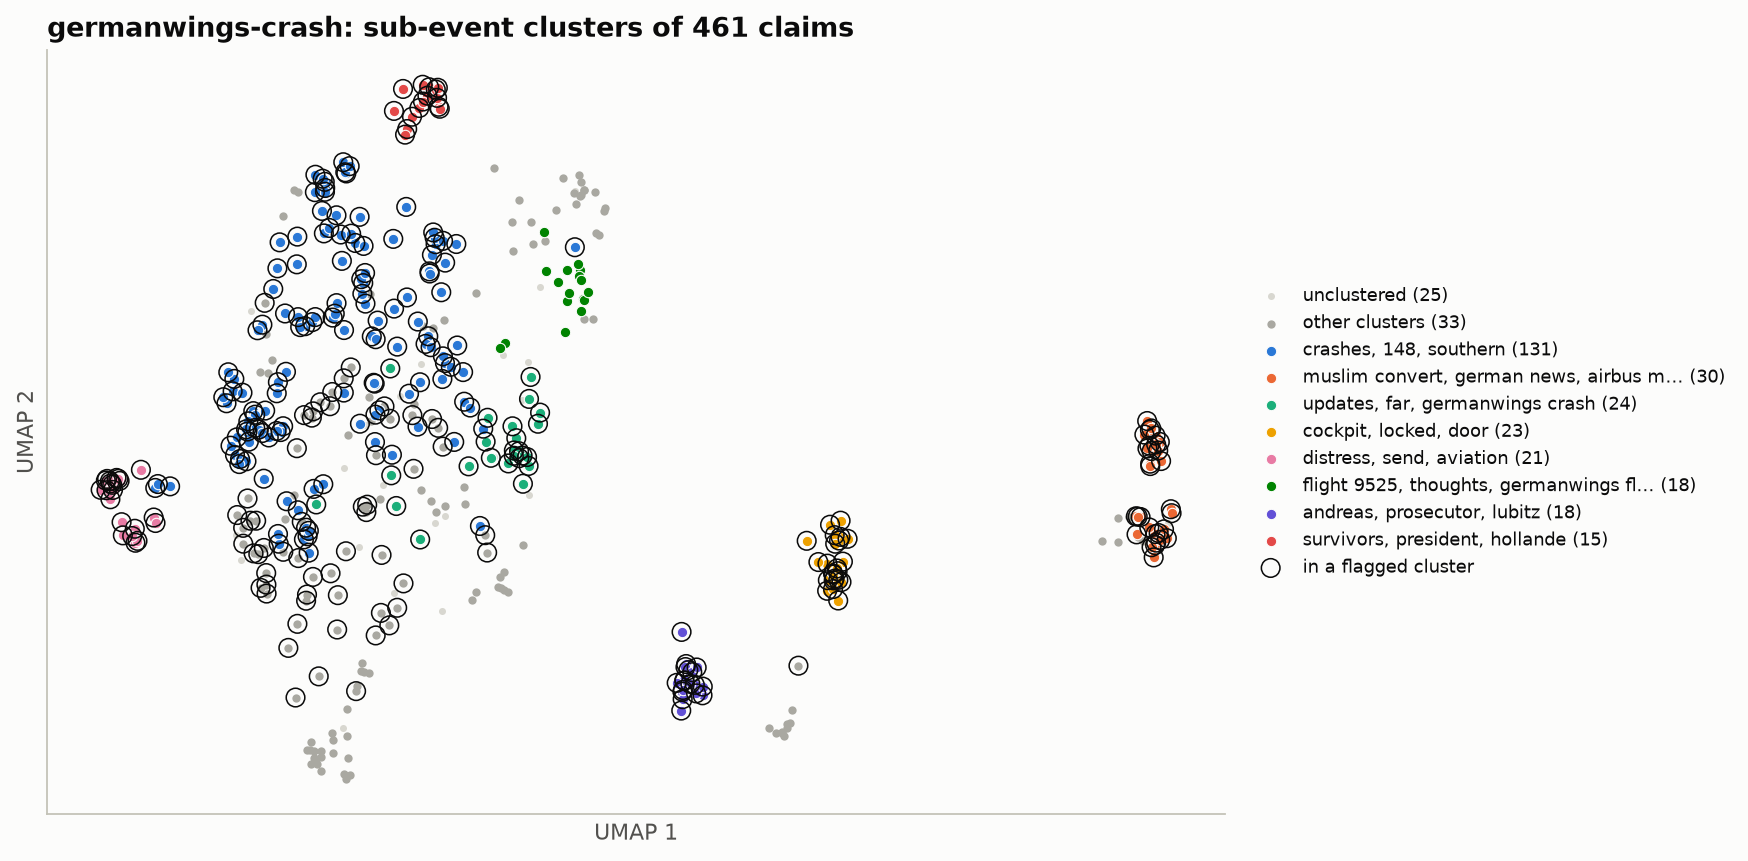 germanwings-crash: sub-event clusters of 461 claims
UMAP 2
UMAP 1
unclustered (25)
other clusters (33)
crashes, 148, southern (131)
muslim convert, german news, airbus m... (30)
updates, far, germanwings crash (24)
cockpit, locked, door (23)
distress, send, aviation (21)
flight 9525, thoughts, germanwings fl... (18)
andreas, prosecutor, lubitz (18)
survivors, president, hollande (15)
in a flagged cluster